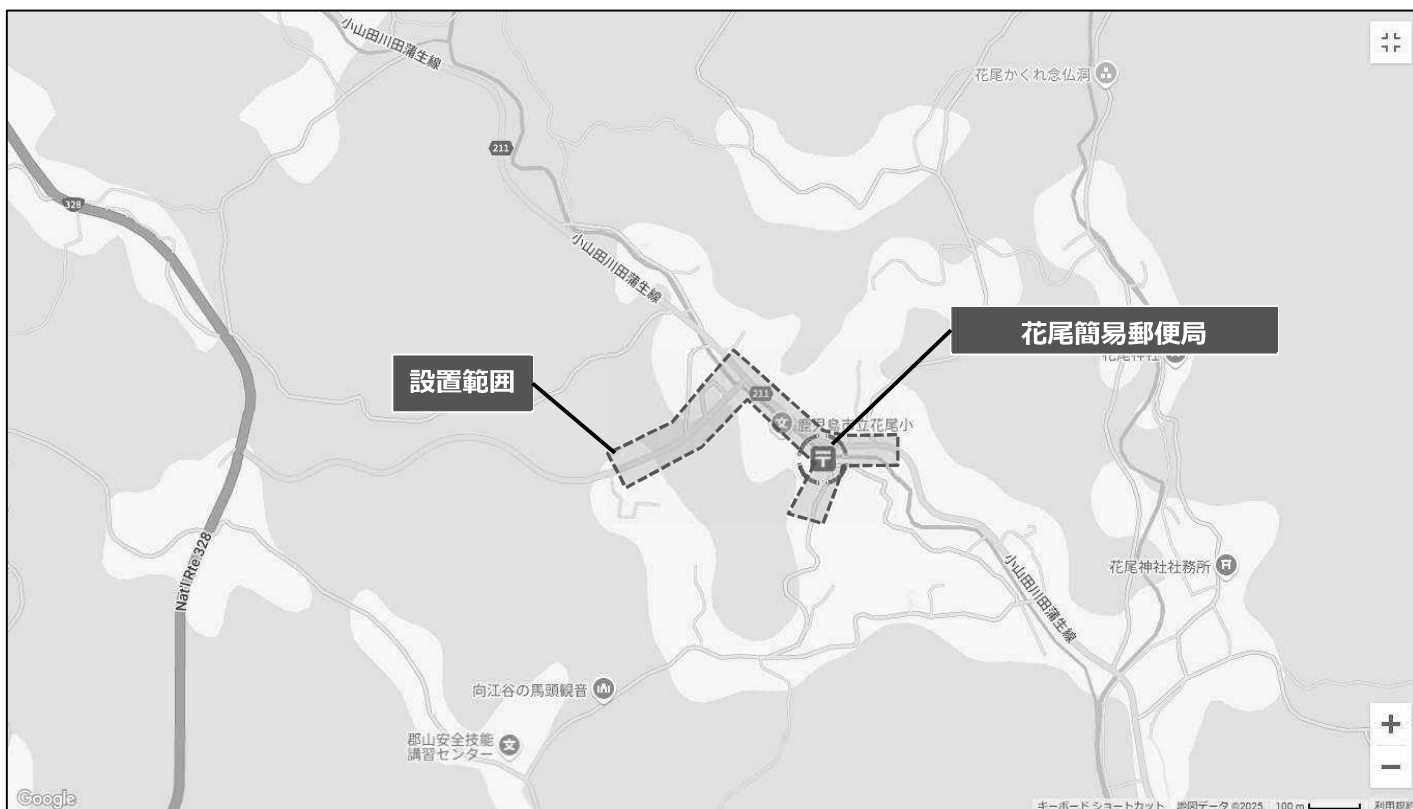 小山田川田蒲生線
花尾かくれ念仏洞
211
328
小山田川田蒲生線
花尾簡易郵便局
花尾神社
設置範囲
211
鹿児島市立花尾小
Nat'l Rte 328
花尾神社社務所
小山田川田蒲生線
向江谷の馬頭観音
郡山安全技能
講習センター
Google
キーボード ショートカット 地図データ ©2025 100 m 利用規約